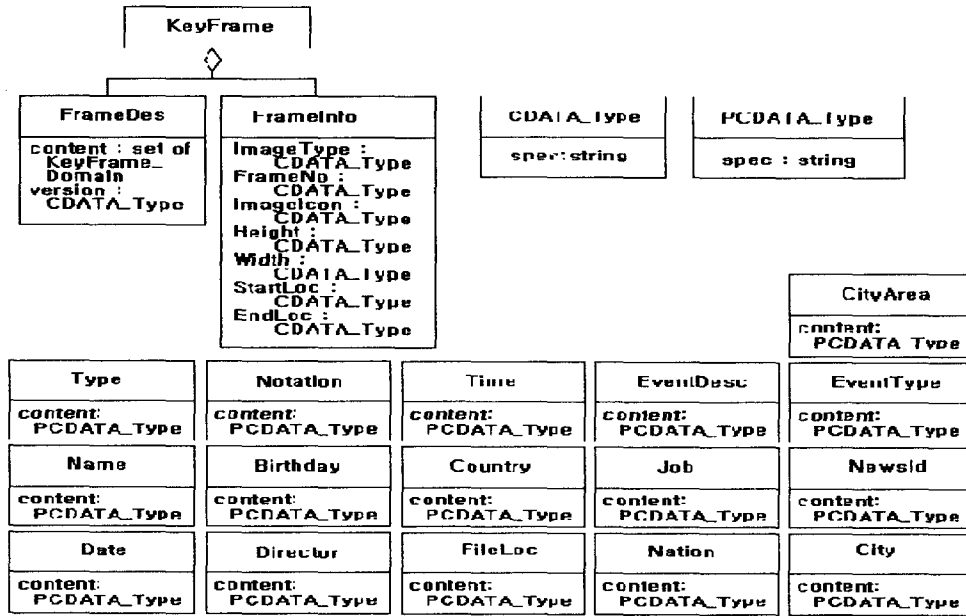 KeyFrame
FrameDes
content : set of
KeyFrame_
Domain
version :
CDATA_Type
FrameInfo
ImageType :
CDATA_Type
FrameNo :
CDATA_Type
ImageIcon :
CDATA_Type
Height :
CDATA_Type
Width :
CDATA_Type
StartLoc :
CDATA_Type
EndLoc :
CDATA_Type
CDATA_Type
spec:string
PCDATA_Type
spec : string
CityArea
content:
PCDATA_Type
Type
content:
PCDATA_Type
Notation
content:
PCDATA_Type
Time
content:
PCDATA_Type
EventDesc
content:
PCDATA_Type
EventType
content:
PCDATA_Type
Name
content:
PCDATA_Type
Birthday
content:
PCDATA_Type
Country
content:
PCDATA_Type
Job
content:
PCDATA_Type
NewsId
content:
PCDATA_Type
Date
content:
PCDATA_Type
Director
content:
PCDATA_Type
FileLoc
content:
PCDATA_Type
Nation
content:
PCDATA_Type
City
content:
PCDATA_Type